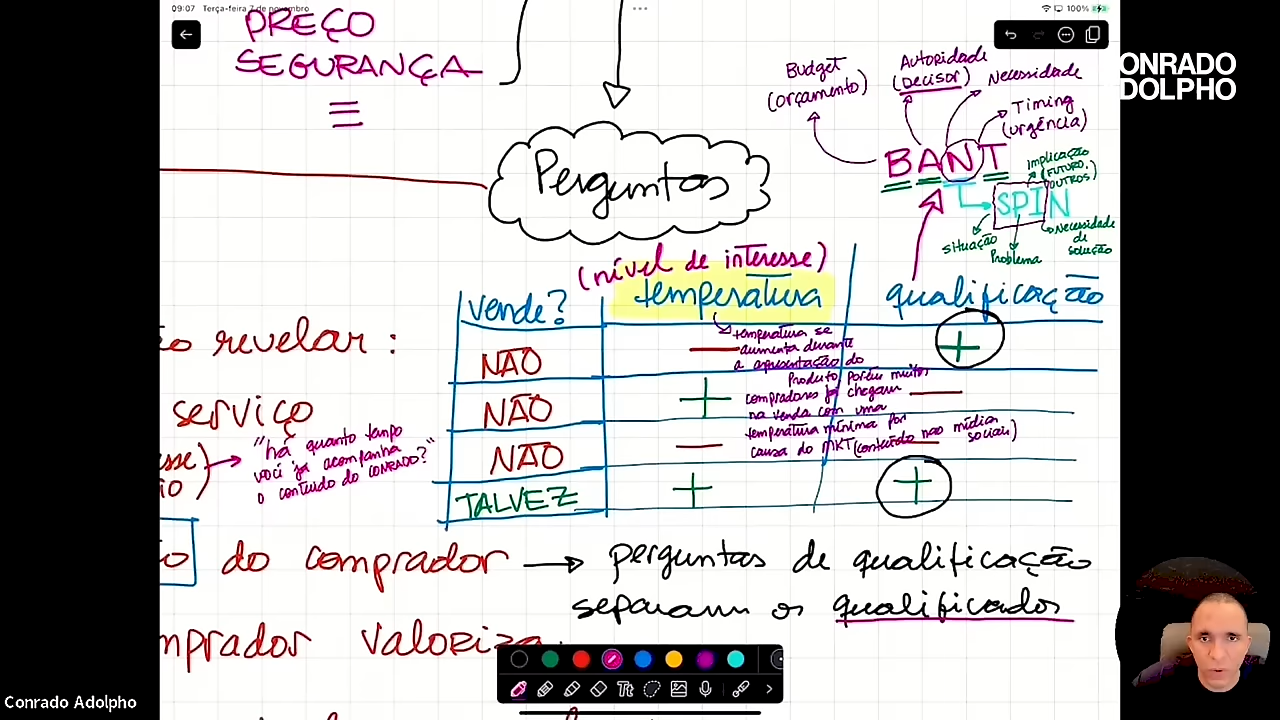 09:07 Terça-feira 7 de novembro
100%
PREÇO
SEGURANÇA
Perguntas
Budget
(orçamento)
Autoridade
(Decisor)
Necessidade
Timing
(urgência)
BANT
Implicação
(FUTURO,
OUTROS)
SPIN
Situação
Problema
Necessidade
de
solução
CONRADO
ADOLPHO
(nível de interesse)
vende?
temperatura
qualificação
NÃO
temperatura se
aumenta durante
a apresentação do
Produto porém muitos
compradores já chegam
na venda com uma
temperatura mínima por
causa do MKT (conteúdo nas mídias
sociais)
+
NÃO
+
NÃO
TALVEZ
+
+
revelar :
serviço
"há quanto tempo
você já acompanha
o conteúdo do CONRADO?"
do comprador → perguntas de qualificação
separam os qualificados
valoriza
Conrado Adolpho